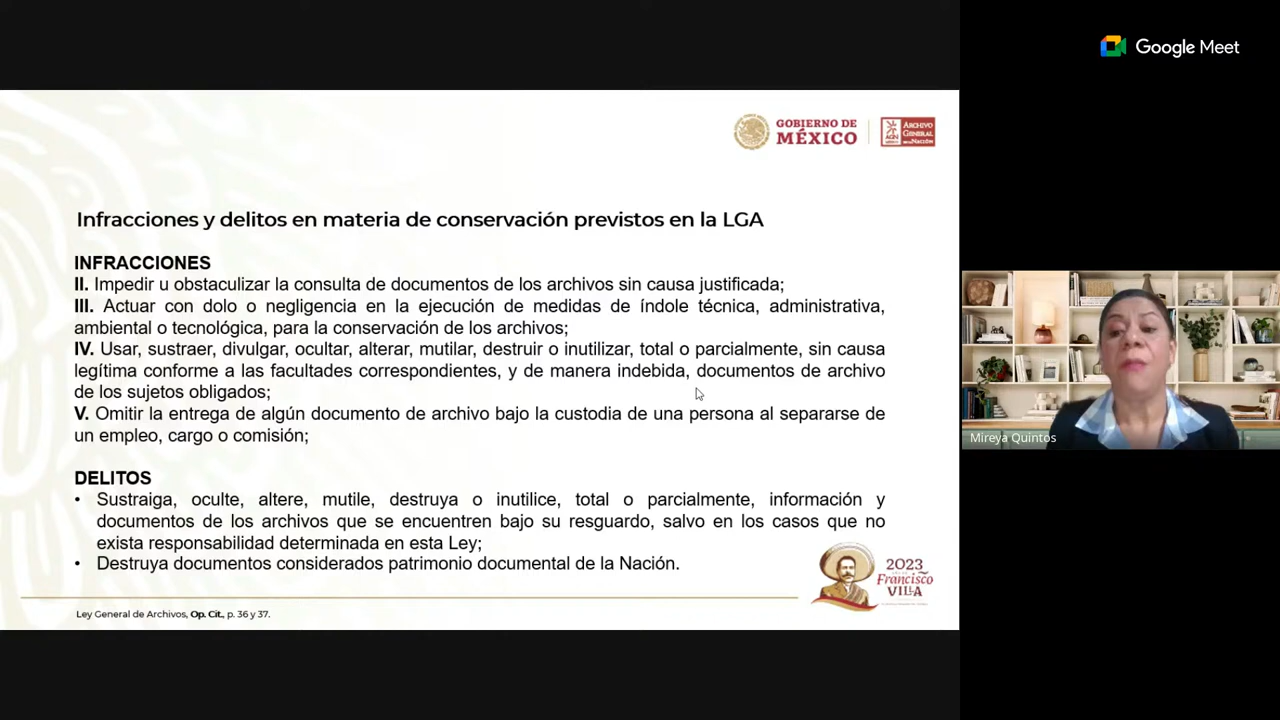 Google Meet
GOBIERNO DE
MÉXICO
ARCHIVO
GENERAL
DE LA NACIÓN
Infracciones y delitos en materia de conservación previstos en la LGA
INFRACCIONES
II. Impedir u obstaculizar la consulta de documentos de los archivos sin causa justificada;
III. Actuar con dolo o negligencia en la ejecución de medidas de índole técnica, administrativa,
ambiental o tecnológica, para la conservación de los archivos;
IV. Usar, sustraer, divulgar, ocultar, alterar, mutilar, destruir o inutilizar, total o parcialmente, sin causa
legítima conforme a las facultades correspondientes, y de manera indebida, documentos de archivo
de los sujetos obligados;
V. Omitir la entrega de algún documento de archivo bajo la custodia de una persona al separarse de
un empleo, cargo o comisión;
DELITOS
• Sustraiga, oculte, altere, mutile, destruya o inutilice, total o parcialmente, información y
documentos de los archivos que se encuentren bajo su resguardo, salvo en los casos que no
exista responsabilidad determinada en esta Ley;
• Destruya documentos considerados patrimonio documental de la Nación.
2023
Francisco
VILLA
Ley General de Archivos, Op. Cit., p. 36 y 37.
Mireya Quintos